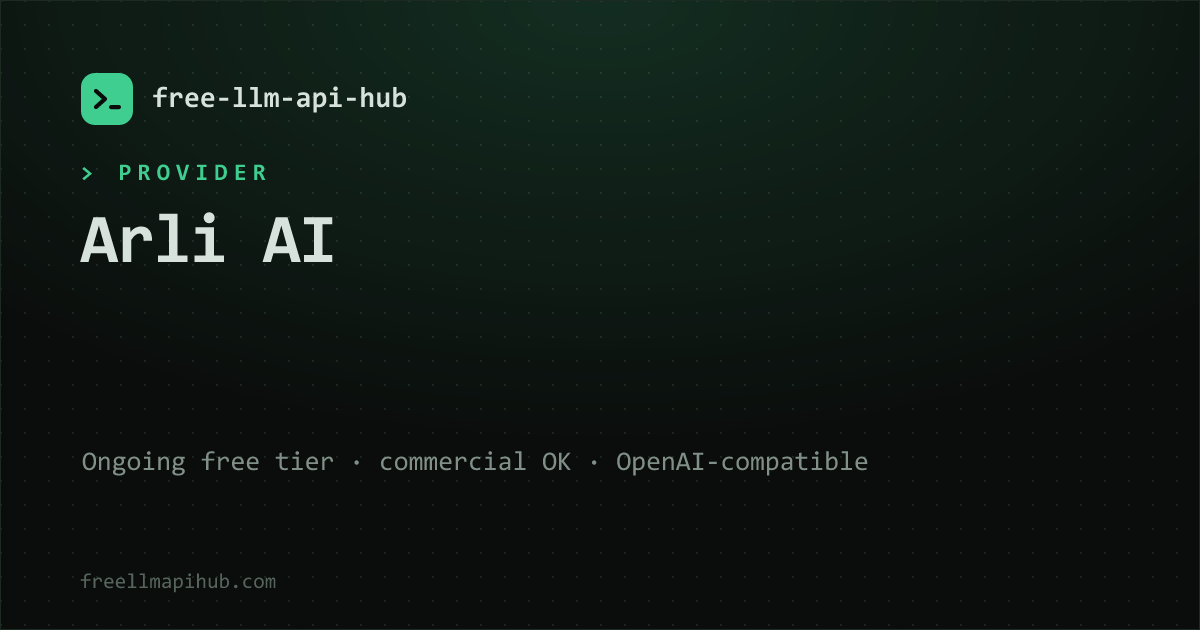 free-llm-api-hub
> PROVIDER
Arli AI
Ongoing free tier · commercial OK · OpenAI-compatible
freellmapihub.com